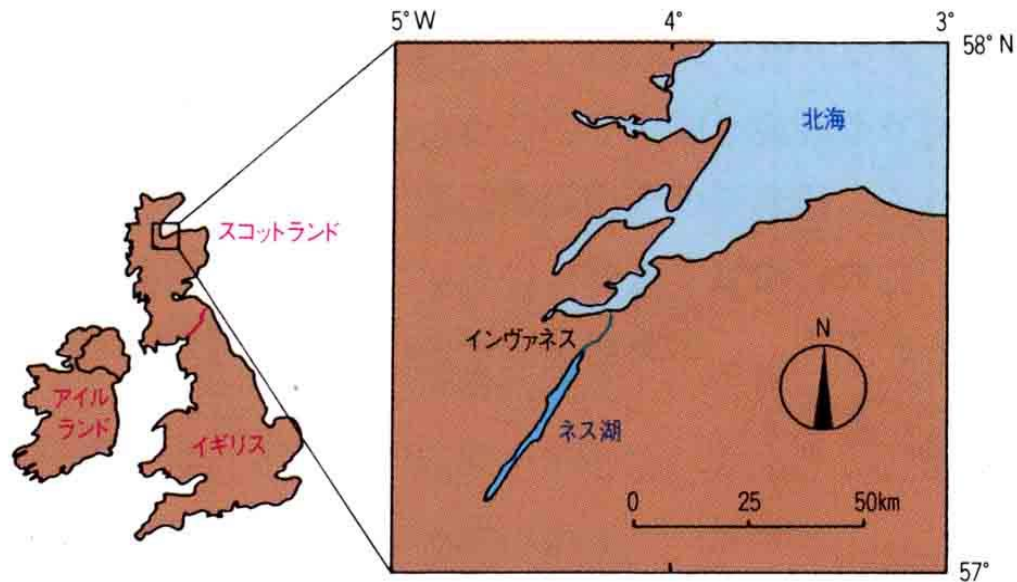 5° W
4°
3°
58° N
北海
スコットランド
インヴァネス
N
アイル
ランド
イギリス
ネス湖
0 25 50km
57°